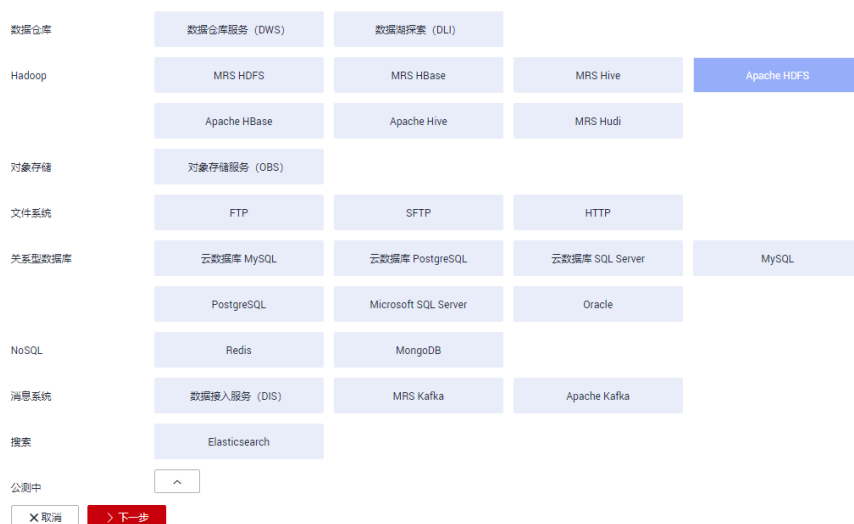 数据仓库 数据仓库服务（DWS） 数据湖探索（DLI）
Hadoop MRS HDFS MRS HBase MRS Hive Apache HDFS
Apache HBase Apache Hive MRS Hudi
对象存储 对象存储服务（OBS）
文件系统 FTP SFTP HTTP
关系型数据库 云数据库 MySQL 云数据库 PostgreSQL 云数据库 SQL Server MySQL
PostgreSQL Microsoft SQL Server Oracle
NoSQL Redis MongoDB
消息系统 数据接入服务（DIS） MRS Kafka Apache Kafka
搜索 Elasticsearch
公测中
取消 下一步